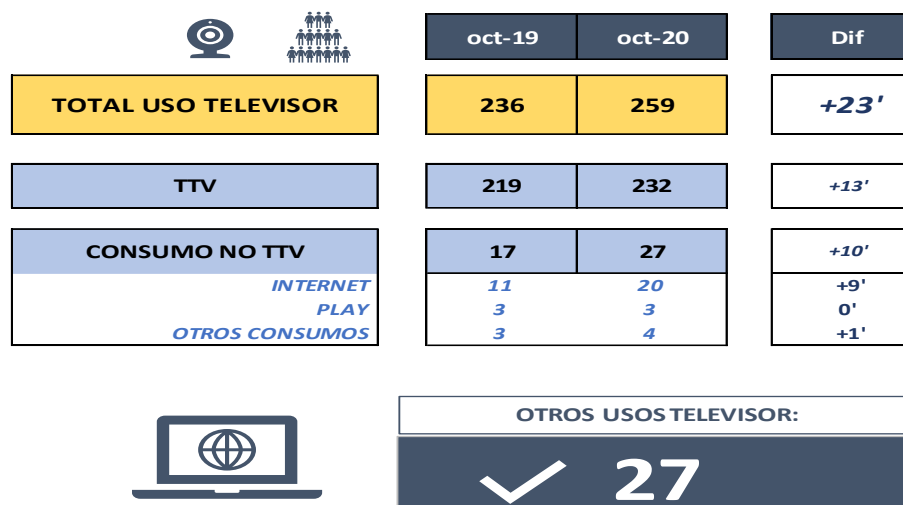 oct-19 oct-20 Dif
TOTAL USO TELEVISOR 236 259 +23'
TTV 219 232 +13'
CONSUMO NO TTV 17 27 +10'
INTERNET 11 20 +9'
PLAY 3 3 0'
OTROS CONSUMOS 3 4 +1'
OTROS USOS TELEVISOR:
27